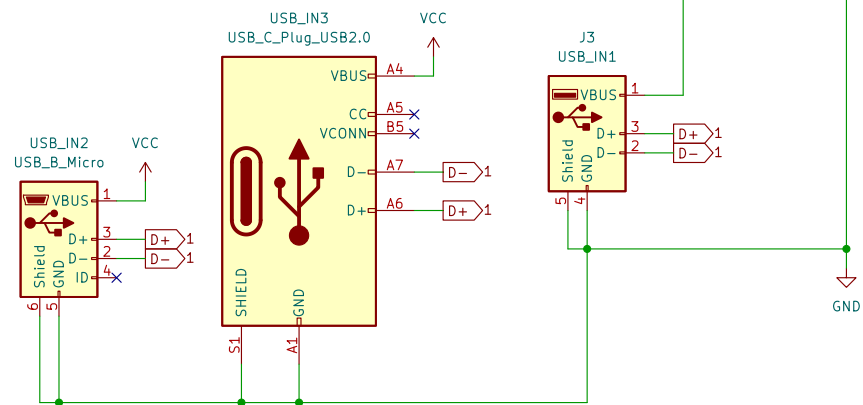 USB_IN3
USB_C_Plug_USB2.0
VCC
VBUS
A4
CC
A5
VCONN
B5
D-
A7
D-
1
D+
A6
D+
1
SHIELD
GND
S1
A1
J3
USB_IN1
VBUS
1
D+
3
D+
1
D-
2
D-
1
Shield
GND
5
4
GND
USB_IN2
USB_B_Micro
VCC
VBUS
1
D+
3
D+
1
D-
2
D-
1
ID
4
Shield
GND
6
5